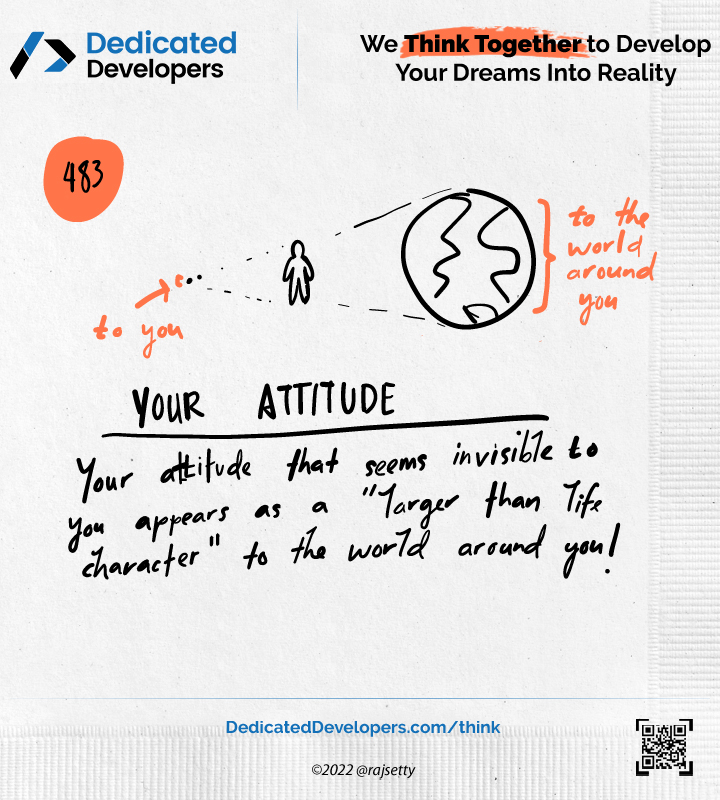 Dedicated
Developers
We Think Together to Develop
Your Dreams Into Reality
483
to the
world
around
you
to you
YOUR ATTITUDE
Your attitude that seems invisible to
you appears as a "larger than life
character" to the world around you!
DedicatedDevelopers.com/think
©2022 @rajsetty